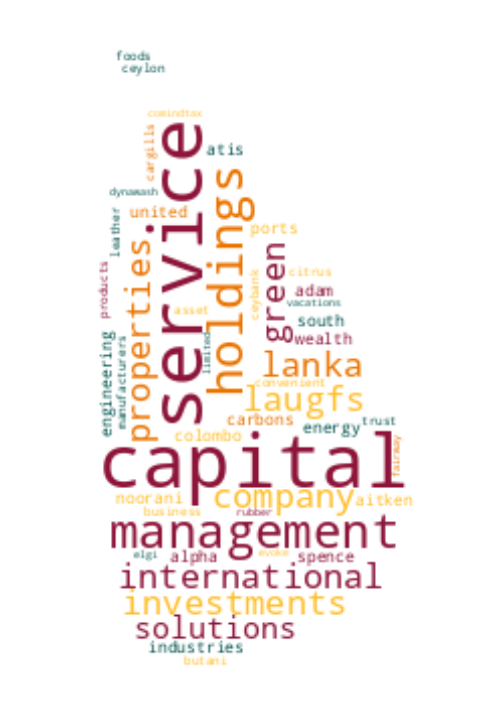 foods
ceylon
comindtax
cargills
service
atis
dynawash
holdings
leather
united
ports
properties
green
products
ceybank
citrus
adam
vacations
asset
south
engineering
manufacturers
limited
wealth
lanka
convenient
laugfs
carbons
energy
trust
colombo
fairway
capital
noorani
company
aitken
business
rubber
management
elgi
alpha
evoke
spence
international
investments
solutions
industries
butani